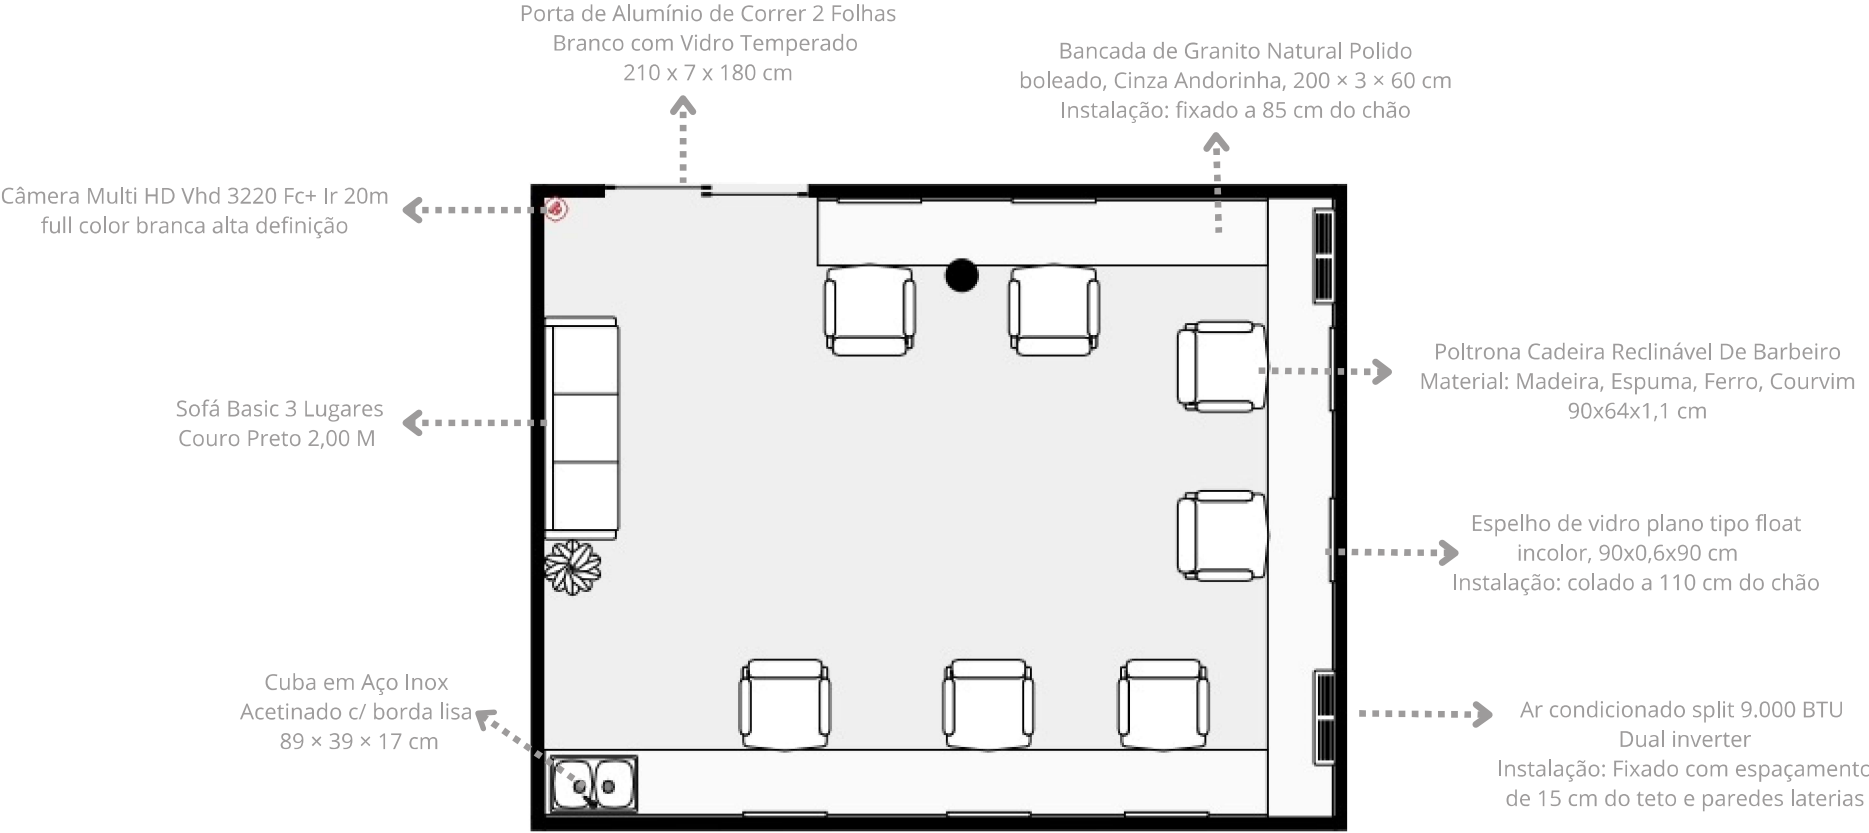 Porta de Alumínio de Correr 2 Folhas
Branco com Vidro Temperado
210 x 7 x 180 cm
Bancada de Granito Natural Polido
boleado, Cinza Andorinha, 200 × 3 × 60 cm
Instalação: fixado a 85 cm do chão
Câmera Multi HD Vhd 3220 Fc+ Ir 20m
full color branca alta definição
Poltrona Cadeira Reclinável De Barbeiro
Material: Madeira, Espuma, Ferro, Courvim
90x64x1,1 cm
Sofá Basic 3 Lugares
Couro Preto 2,00 M
Espelho de vidro plano tipo float
incolor, 90x0,6x90 cm
Instalação: colado a 110 cm do chão
Cuba em Aço Inox
Acetinado c/ borda lisa
89 × 39 × 17 cm
Ar condicionado split 9.000 BTU
Dual inverter
Instalação: Fixado com espaçamento
de 15 cm do teto e paredes laterias